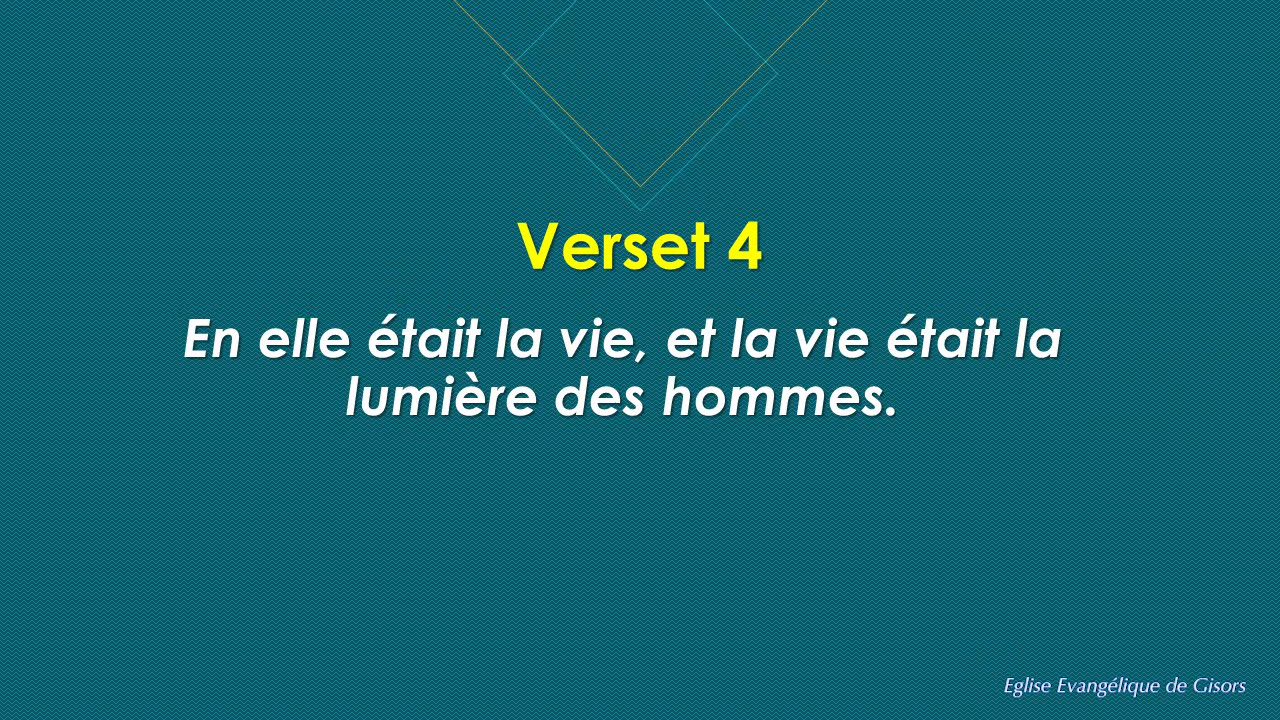 Verset 4
En elle était la vie, et la vie était la
lumière des hommes.
Eglise Evangélique de Gisors